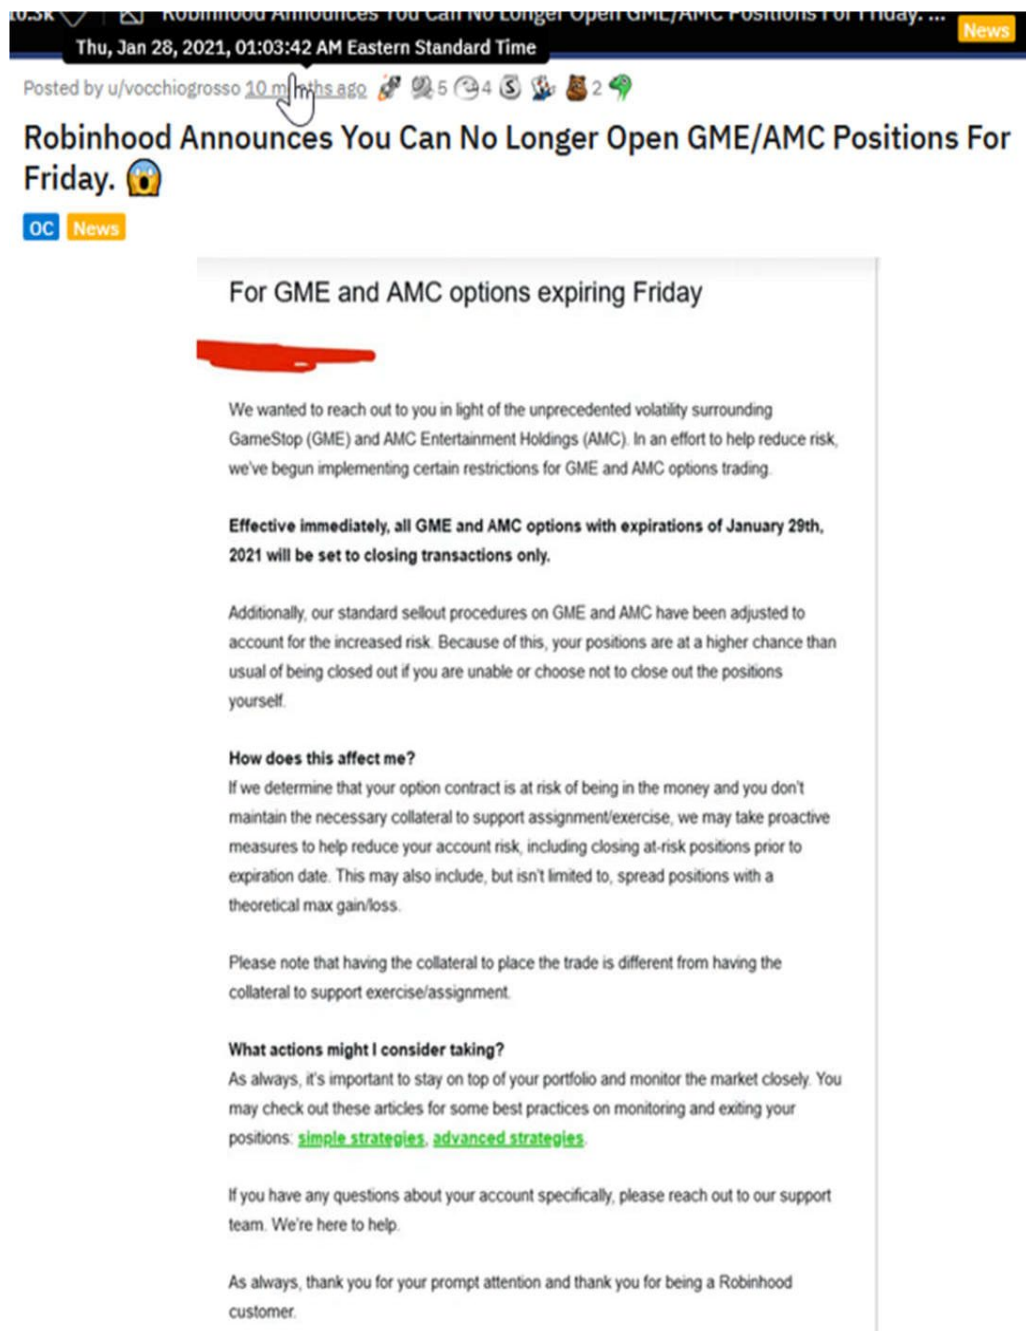 10.3k Robinhood Announces You Can No Longer Open GME/AMC Positions For Friday. ...
News
Thu, Jan 28, 2021, 01:03:42 AM Eastern Standard Time
Posted by u/vocchiogrosso 10 months ago 5 4 S 2
Robinhood Announces You Can No Longer Open GME/AMC Positions For
Friday. 😱
OC News
For GME and AMC options expiring Friday
We wanted to reach out to you in light of the unprecedented volatility surrounding
GameStop (GME) and AMC Entertainment Holdings (AMC). In an effort to help reduce risk,
we've begun implementing certain restrictions for GME and AMC options trading.
Effective immediately, all GME and AMC options with expirations of January 29th,
2021 will be set to closing transactions only.
Additionally, our standard sellout procedures on GME and AMC have been adjusted to
account for the increased risk. Because of this, your positions are at a higher chance than
usual of being closed out if you are unable or choose not to close out the positions
yourself.
How does this affect me?
If we determine that your option contract is at risk of being in the money and you don't
maintain the necessary collateral to support assignment/exercise, we may take proactive
measures to help reduce your account risk, including closing at-risk positions prior to
expiration date. This may also include, but isn't limited to, spread positions with a
theoretical max gain/loss.
Please note that having the collateral to place the trade is different from having the
collateral to support exercise/assignment.
What actions might I consider taking?
As always, it's important to stay on top of your portfolio and monitor the market closely. You
may check out these articles for some best practices on monitoring and exiting your
positions: simple strategies, advanced strategies.
If you have any questions about your account specifically, please reach out to our support
team. We're here to help.
As always, thank you for your prompt attention and thank you for being a Robinhood
customer.